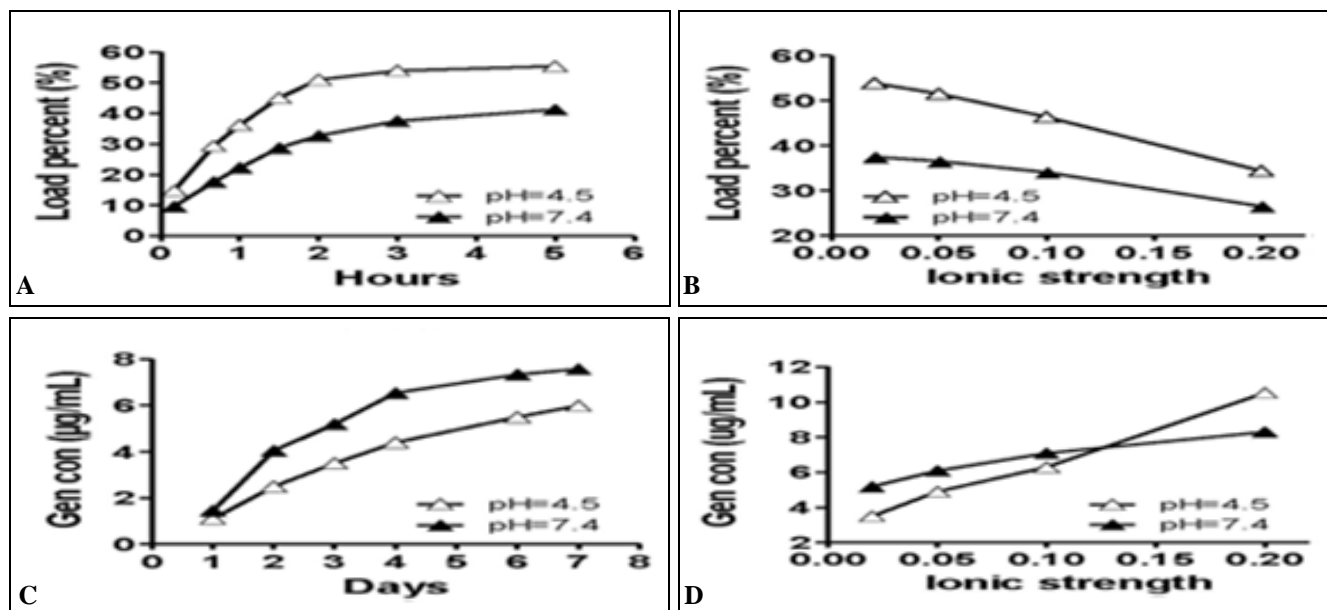 Load percent (%)
60
50
40
30
20
10
0
pH=4.5
pH=7.4
0 1 2 3 4 5 6
Hours
A
Load percent (%)
60
50
40
30
20
pH=4.5
pH=7.4
0.00 0.05 0.10 0.15 0.20
Ionic strength
B
Gen con (µg/mL)
8
6
4
2
0
pH=4.5
pH=7.4
0 1 2 3 4 5 6 7 8
Days
C
Gen con (ug/mL)
12
10
8
6
4
2
pH=4.5
pH=7.4
0.00 0.05 0.10 0.15 0.20
Ionic strength
D